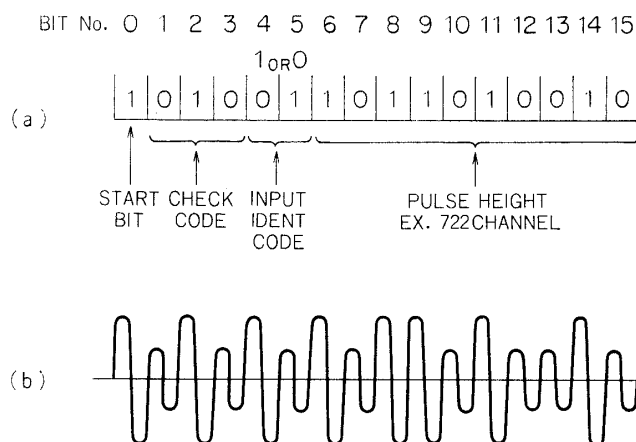 BIT No. 0 1 2 3 4 5 6 7 8 9 10 11 12 13 14 15
1 OR 0
(a) 1 0 1 0 0 1 1 0 1 1 0 1 0 0 1 0
START BIT
CHECK CODE
INPUT IDENT CODE
PULSE HEIGHT
EX. 722 CHANNEL
(b)